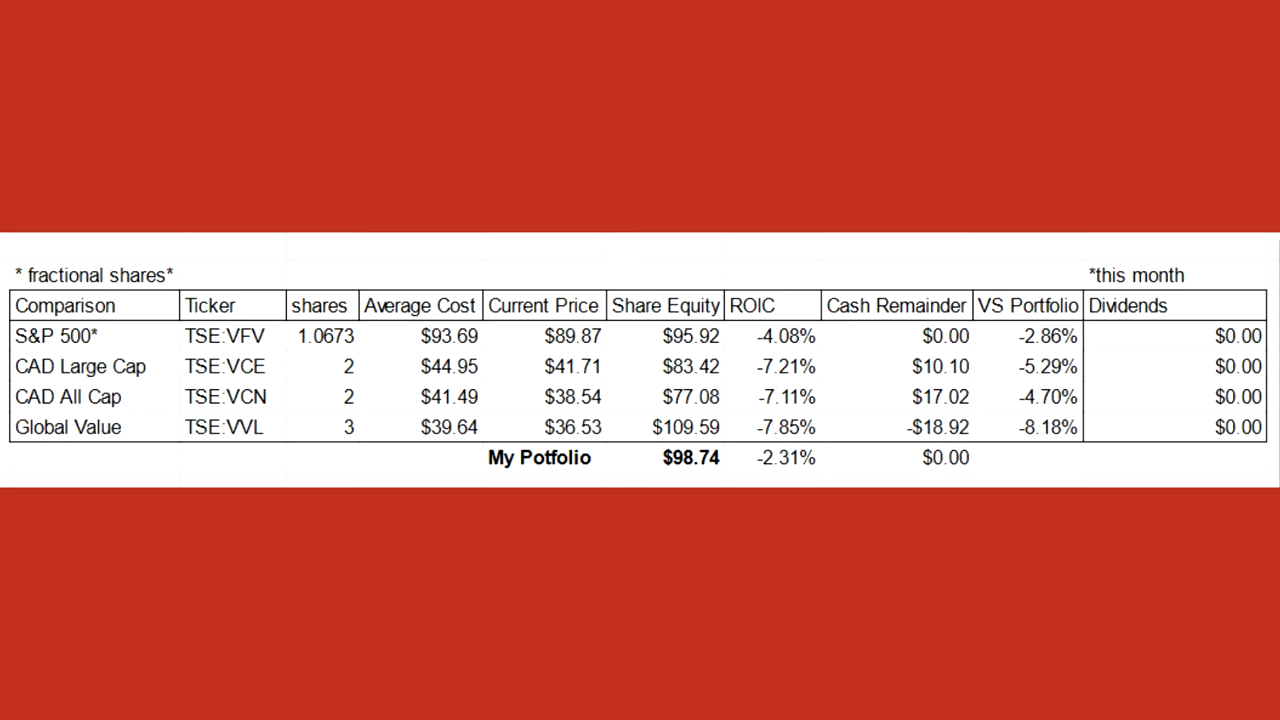 * fractional shares* *this month
Comparison Ticker shares Average Cost Current Price Share Equity ROIC Cash Remainder VS Portfolio Dividends
S&P 500* TSE:VFV 1.0673 $93.69 $89.87 $95.92 -4.08% $0.00 -2.86% $0.00
CAD Large Cap TSE:VCE 2 $44.95 $41.71 $83.42 -7.21% $10.10 -5.29% $0.00
CAD All Cap TSE:VCN 2 $41.49 $38.54 $77.08 -7.11% $17.02 -4.70% $0.00
Global Value TSE:VVL 3 $39.64 $36.53 $109.59 -7.85% -$18.92 -8.18% $0.00
My Potfolio $98.74 -2.31% $0.00